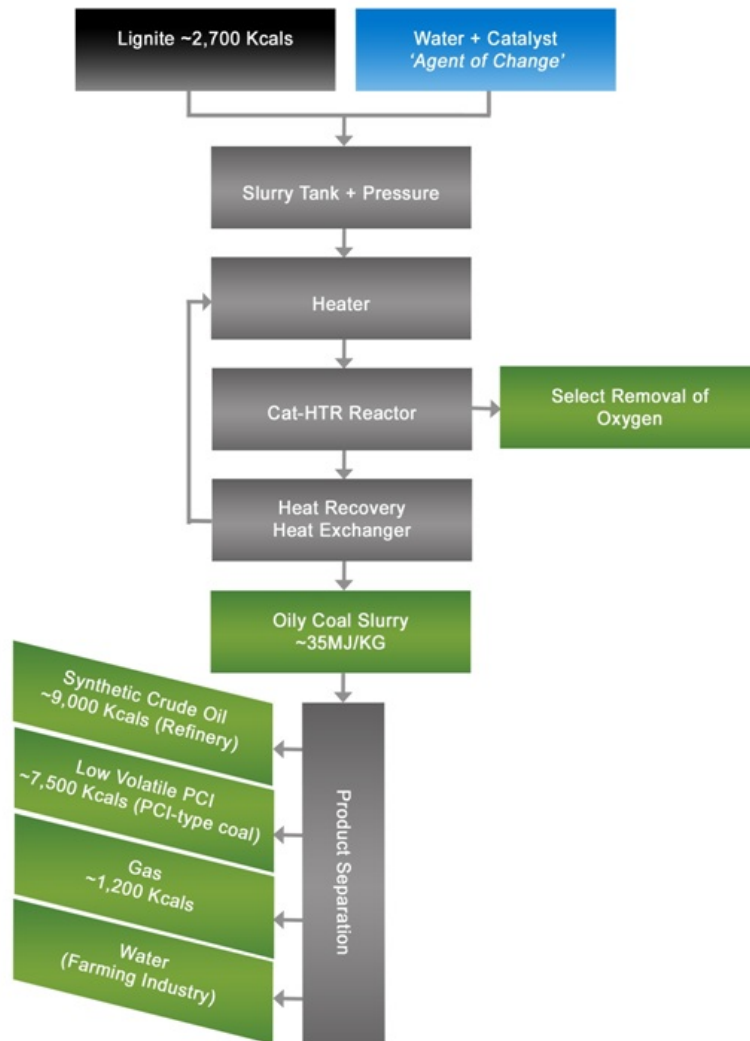 Lignite ~2,700 Kcals
Water + Catalyst
'Agent of Change'
Slurry Tank + Pressure
Heater
Cat-HTR Reactor
Select Removal of
Oxygen
Heat Recovery
Heat Exchanger
Oily Coal Slurry
~35MJ/KG
Synthetic Crude Oil
~9,000 Kcals (Refinery)
Low Volatile PCI
~7,500 Kcals (PCI-type coal)
Gas
~1,200 Kcals
Water
(Farming Industry)
Product Separation